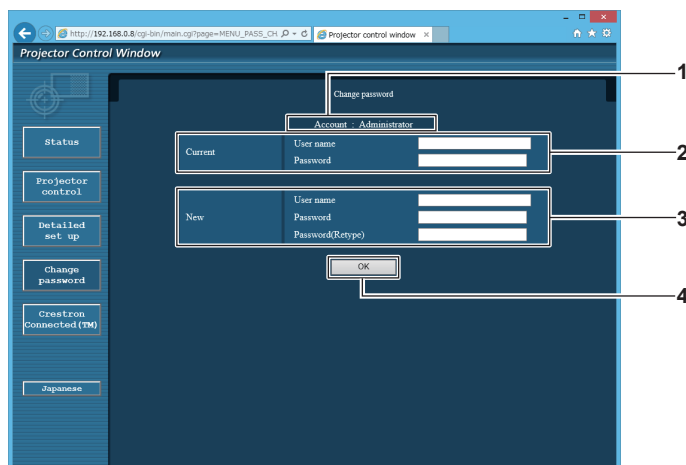 http://192.168.0.8/cgi-bin/main.cgi?page=MENU_PASS_CH
Projector control window
Projector Control Window
1
Change password
Account : Administrator
Status
Current
User name
Password
2
Projector
control
New
User name
Password
Password(Retype)
3
Detailed
set up
OK
Change
password
4
Crestron
Connected(TM)
Japanese